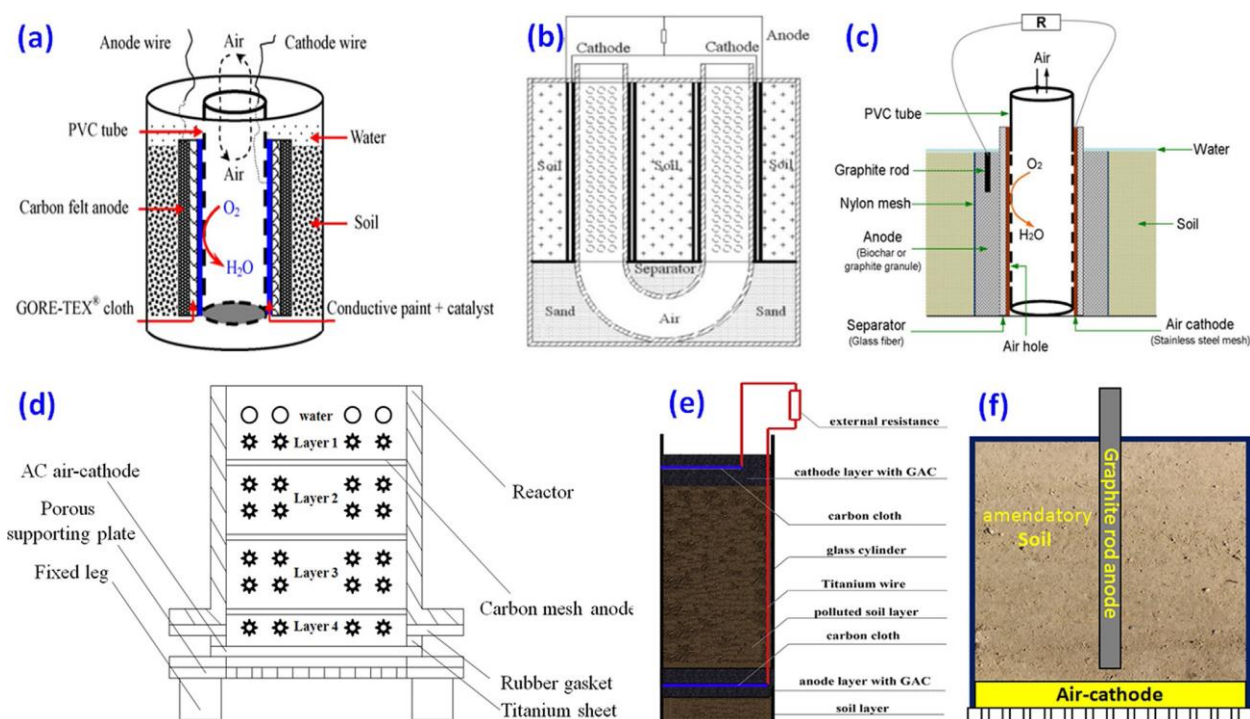 (a)
Anode wire
Air
Cathode wire
PVC tube
Water
Air
Carbon felt anode
O2
Soil
H2O
GORE-TEX® cloth
Conductive paint + catalyst
(b)
Cathode
Cathode
Anode
Soil
Soil
Soil
Separator
Sand
Air
Sand
(c)
R
Air
PVC tube
Water
Graphite rod
O2
Nylon mesh
Soil
Anode
(Biochar or
graphite granule)
H2O
Separator
(Glass fiber)
Air hole
Air cathode
(Stainless steel mesh)
(d)
water
Layer 1
AC air-cathode
Reactor
Layer 2
Porous
supporting plate
Layer 3
Fixed leg
Carbon mesh anode
Layer 4
Rubber gasket
Titanium sheet
(e)
external resistance
cathode layer with GAC
carbon cloth
glass cylinder
Titanium wire
polluted soil layer
carbon cloth
anode layer with GAC
soil layer
(f)
Graphite rod anode
amendatory
Soil
Air-cathode